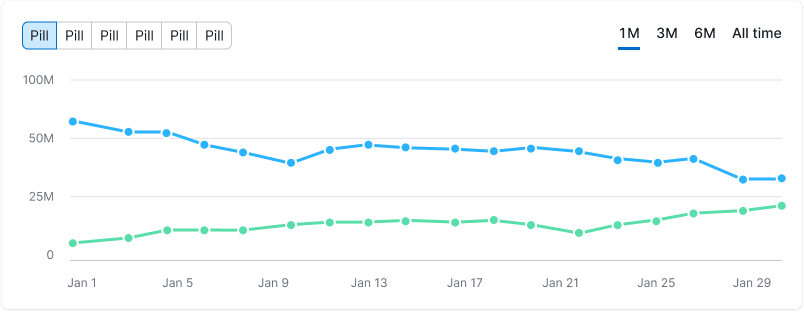 Pill Pill Pill Pill Pill Pill 1M 3M 6M All time
100M
50M
25M
0
Jan 1 Jan 5 Jan 9 Jan 13 Jan 17 Jan 21 Jan 25 Jan 29